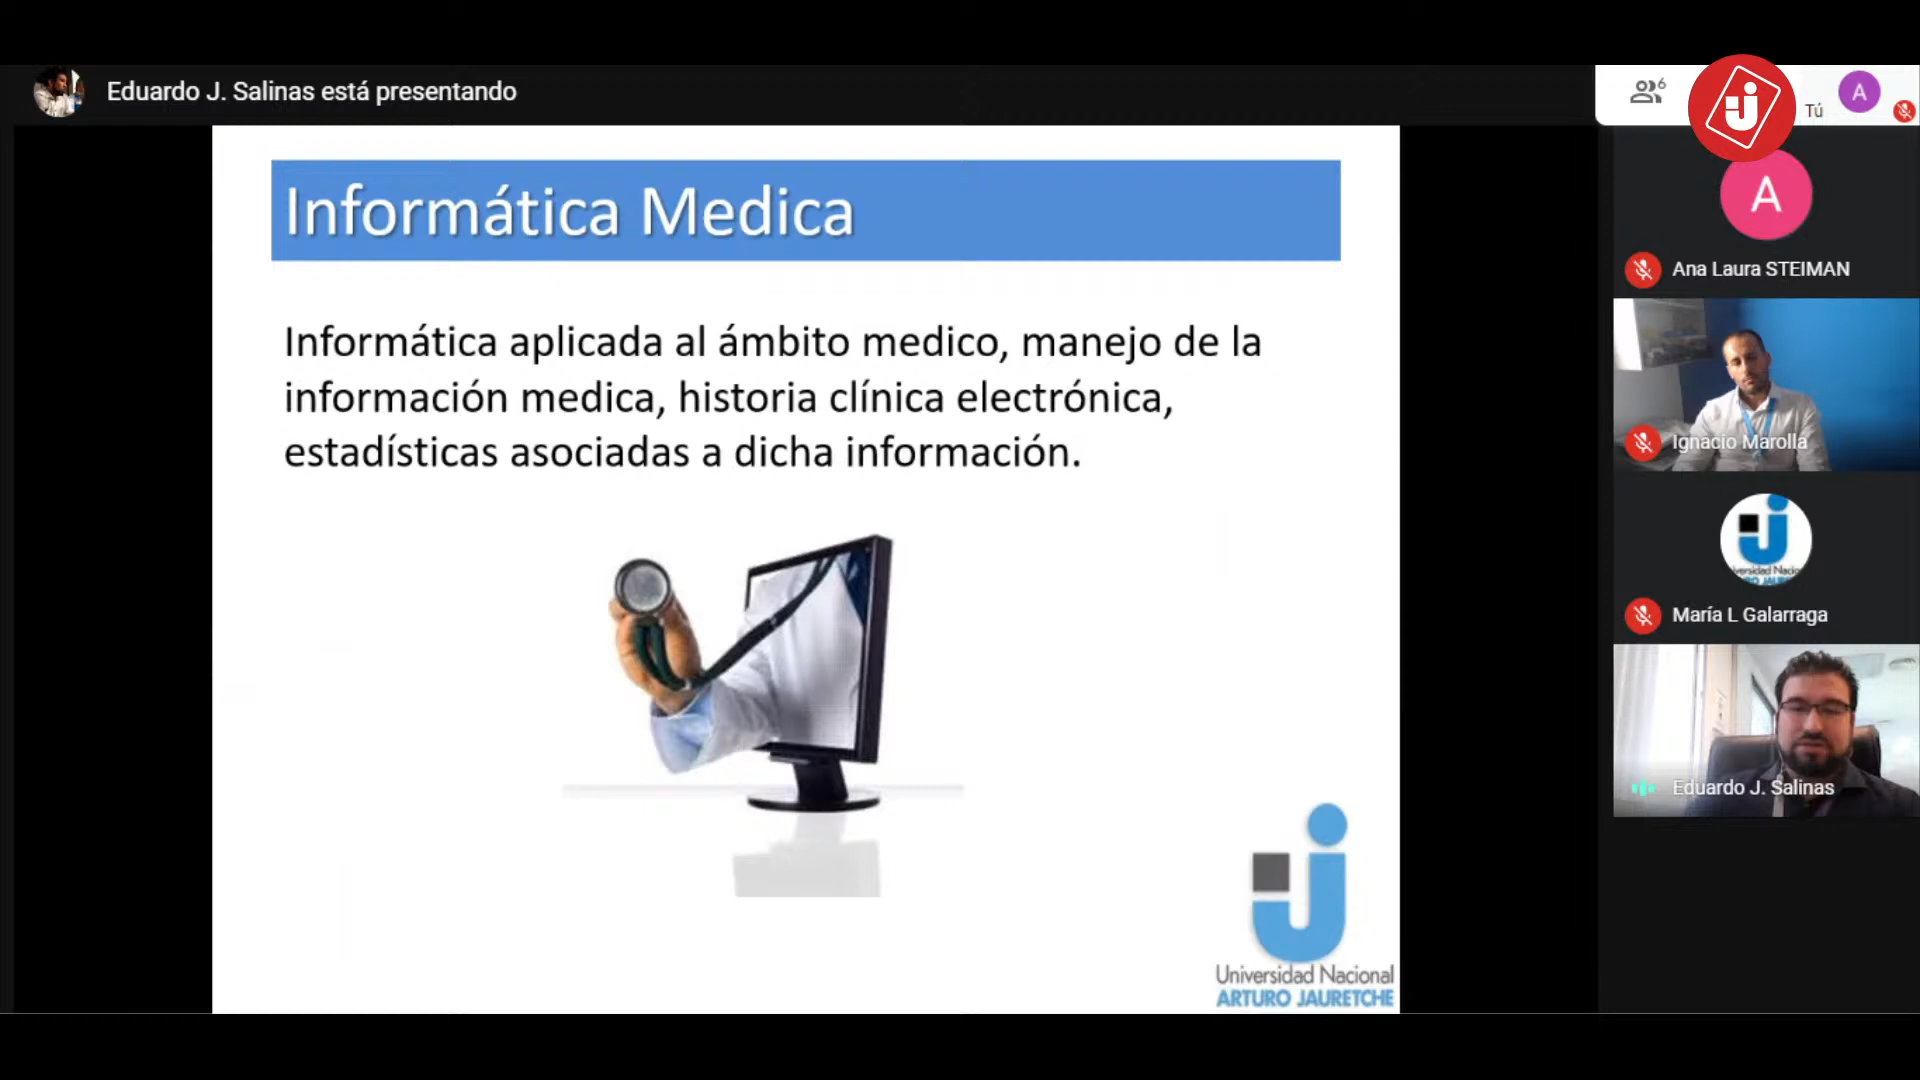 Eduardo J. Salinas está presentando
6
Tú
A
A
Ana Laura STEIMAN
Informática Medica
Informática aplicada al ámbito medico, manejo de la
información medica, historia clínica electrónica,
estadísticas asociadas a dicha información.
Ignacio Marolla
María L Galarraga
Eduardo J. Salinas
Universidad Nacional
ARTURO JAURETCHE